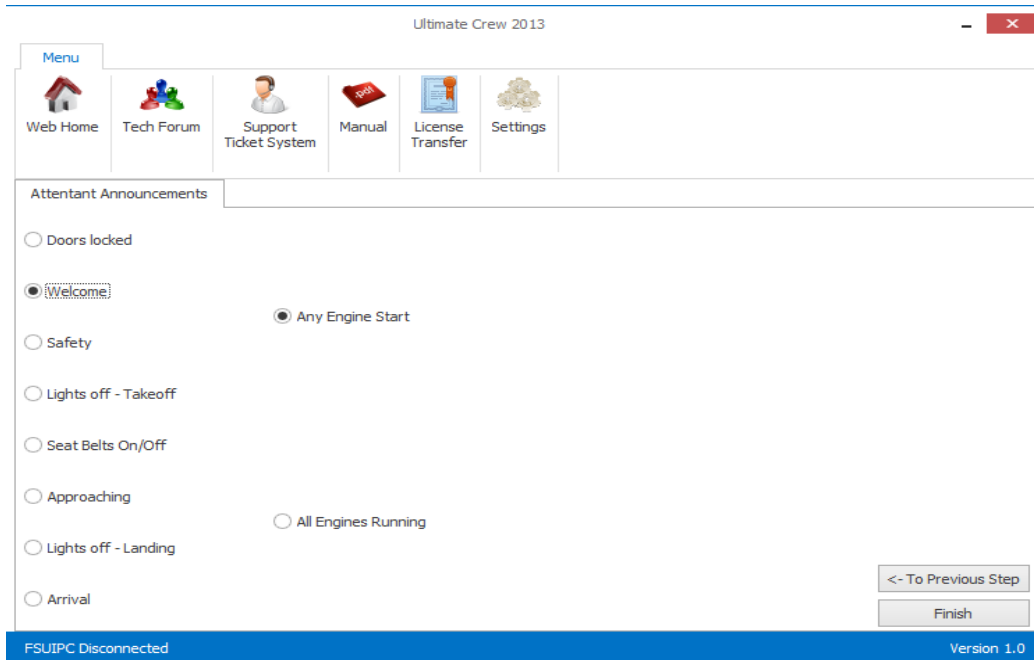 Ultimate Crew 2013
Menu
Web Home
Tech Forum
Support
Ticket System
Manual
License
Transfer
Settings
Attentant Announcements
Doors locked
Welcome
Any Engine Start
Safety
Lights off - Takeoff
Seat Belts On/Off
Approaching
All Engines Running
Lights off - Landing
<- To Previous Step
Arrival
Finish
FSUIPC Disconnected
Version 1.0